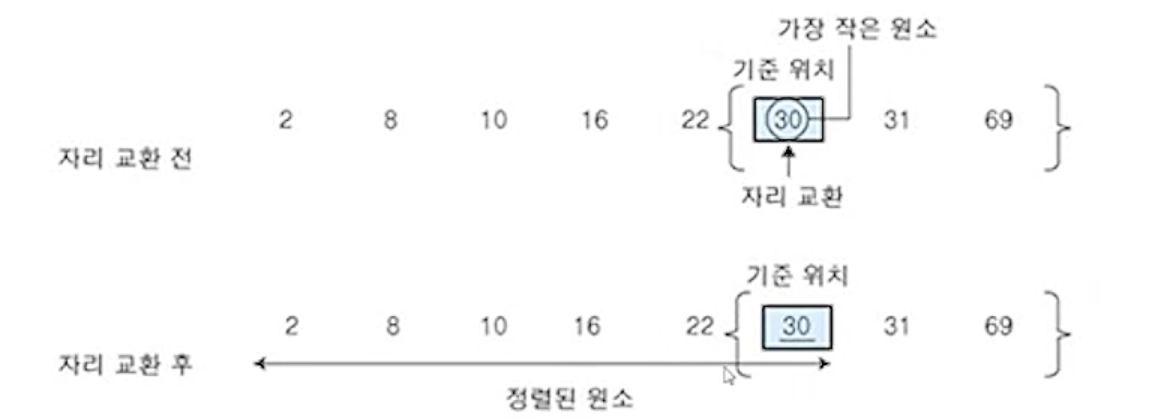 가장 작은 원소
기준 위치
2 8 10 16 22 { 30 31 69 }
자리 교환 전
자리 교환
기준 위치
2 8 10 16 22 { 30 31 69 }
자리 교환 후
정렬된 원소